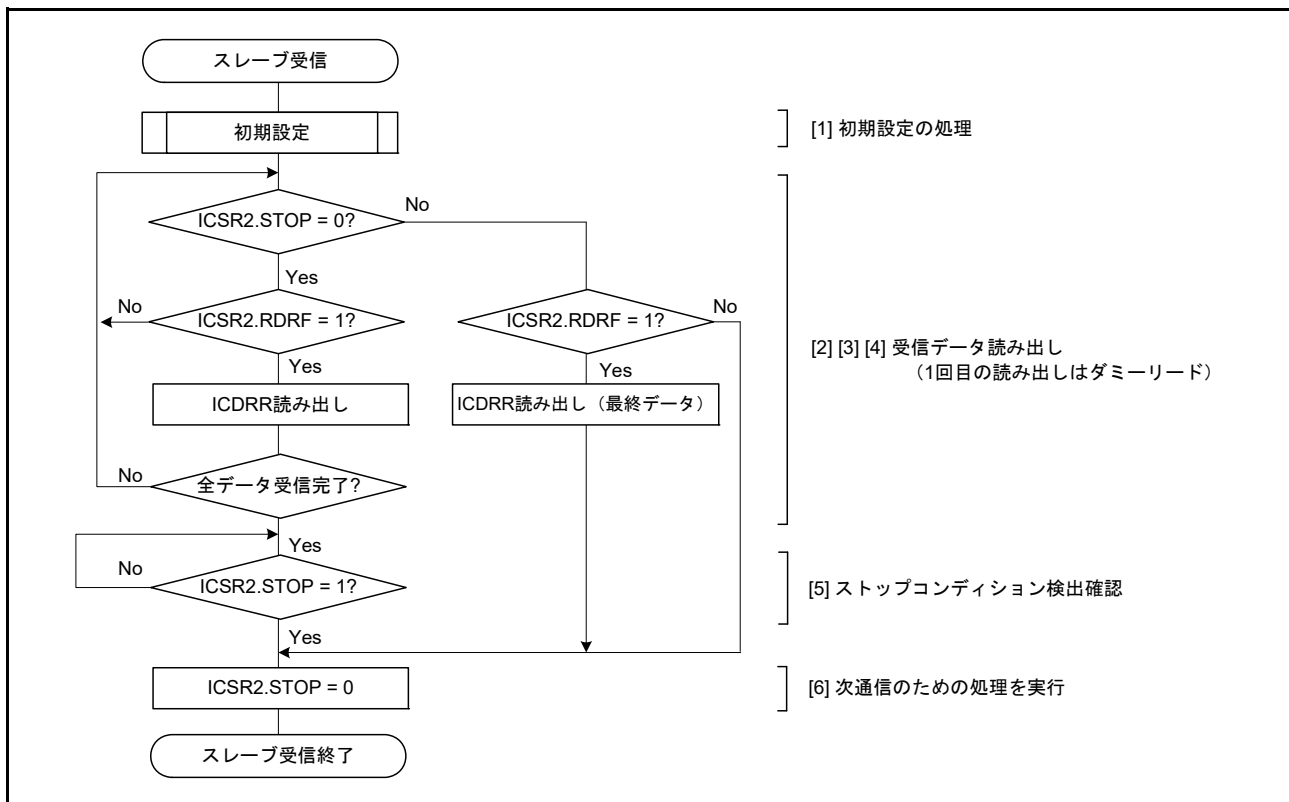 スレーブ受信
初期設定
[1] 初期設定の処理
ICSR2.STOP = 0?
No
Yes
No
ICSR2.RDRF = 1?
ICSR2.RDRF = 1?
No
[2] [3] [4] 受信データ読み出し
（1回目の読み出しはダミーリード）
Yes
Yes
ICDRR読み出し
ICDRR読み出し（最終データ）
No
全データ受信完了?
Yes
No
ICSR2.STOP = 1?
[5] ストップコンディション検出確認
Yes
ICSR2.STOP = 0
[6] 次通信のための処理を実行
スレーブ受信終了